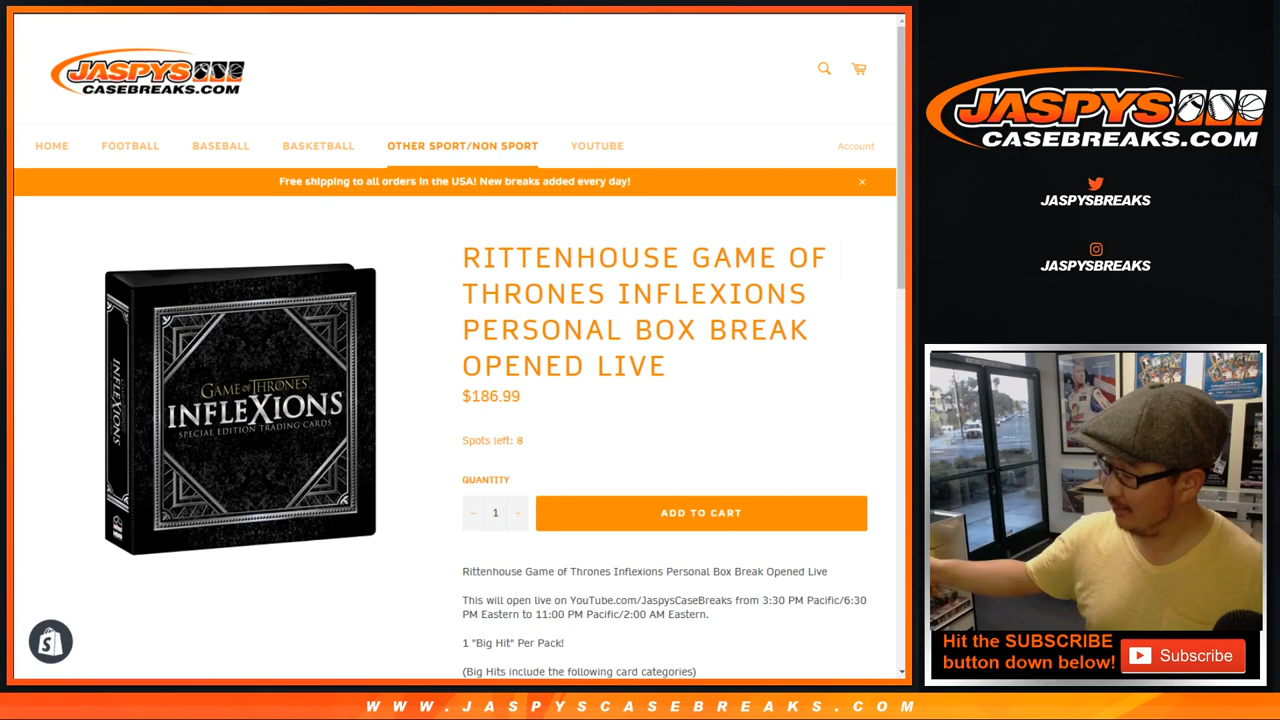 JASPYS
CASEBREAKS.COM
HOME FOOTBALL BASEBALL BASKETBALL OTHER SPORT/NON SPORT YOUTUBE Account
Free shipping to all orders in the USA! New breaks added every day! ×
INFLEXIONS
GAME OF THRONES
INFLEXIONS
SPECIAL EDITION TRADING CARDS
HBO
RITTENHOUSE GAME OF
THRONES INFLEXIONS
PERSONAL BOX BREAK
OPENED LIVE
$186.99
Spots left: 8
QUANTITY
− 1 + ADD TO CART
Rittenhouse Game of Thrones Inflexions Personal Box Break Opened Live
This will open live on YouTube.com/JaspysCaseBreaks from 3:30 PM Pacific/6:30
PM Eastern to 11:00 PM Pacific/2:00 AM Eastern.
1 "Big Hit" Per Pack!
(Big Hits include the following card categories)
JASPYS
CASEBREAKS.COM
JASPYSBREAKS
JASPYSBREAKS
Hit the SUBSCRIBE
button down below!
Subscribe
WWW.JASPYSCASEBREAKS.COM